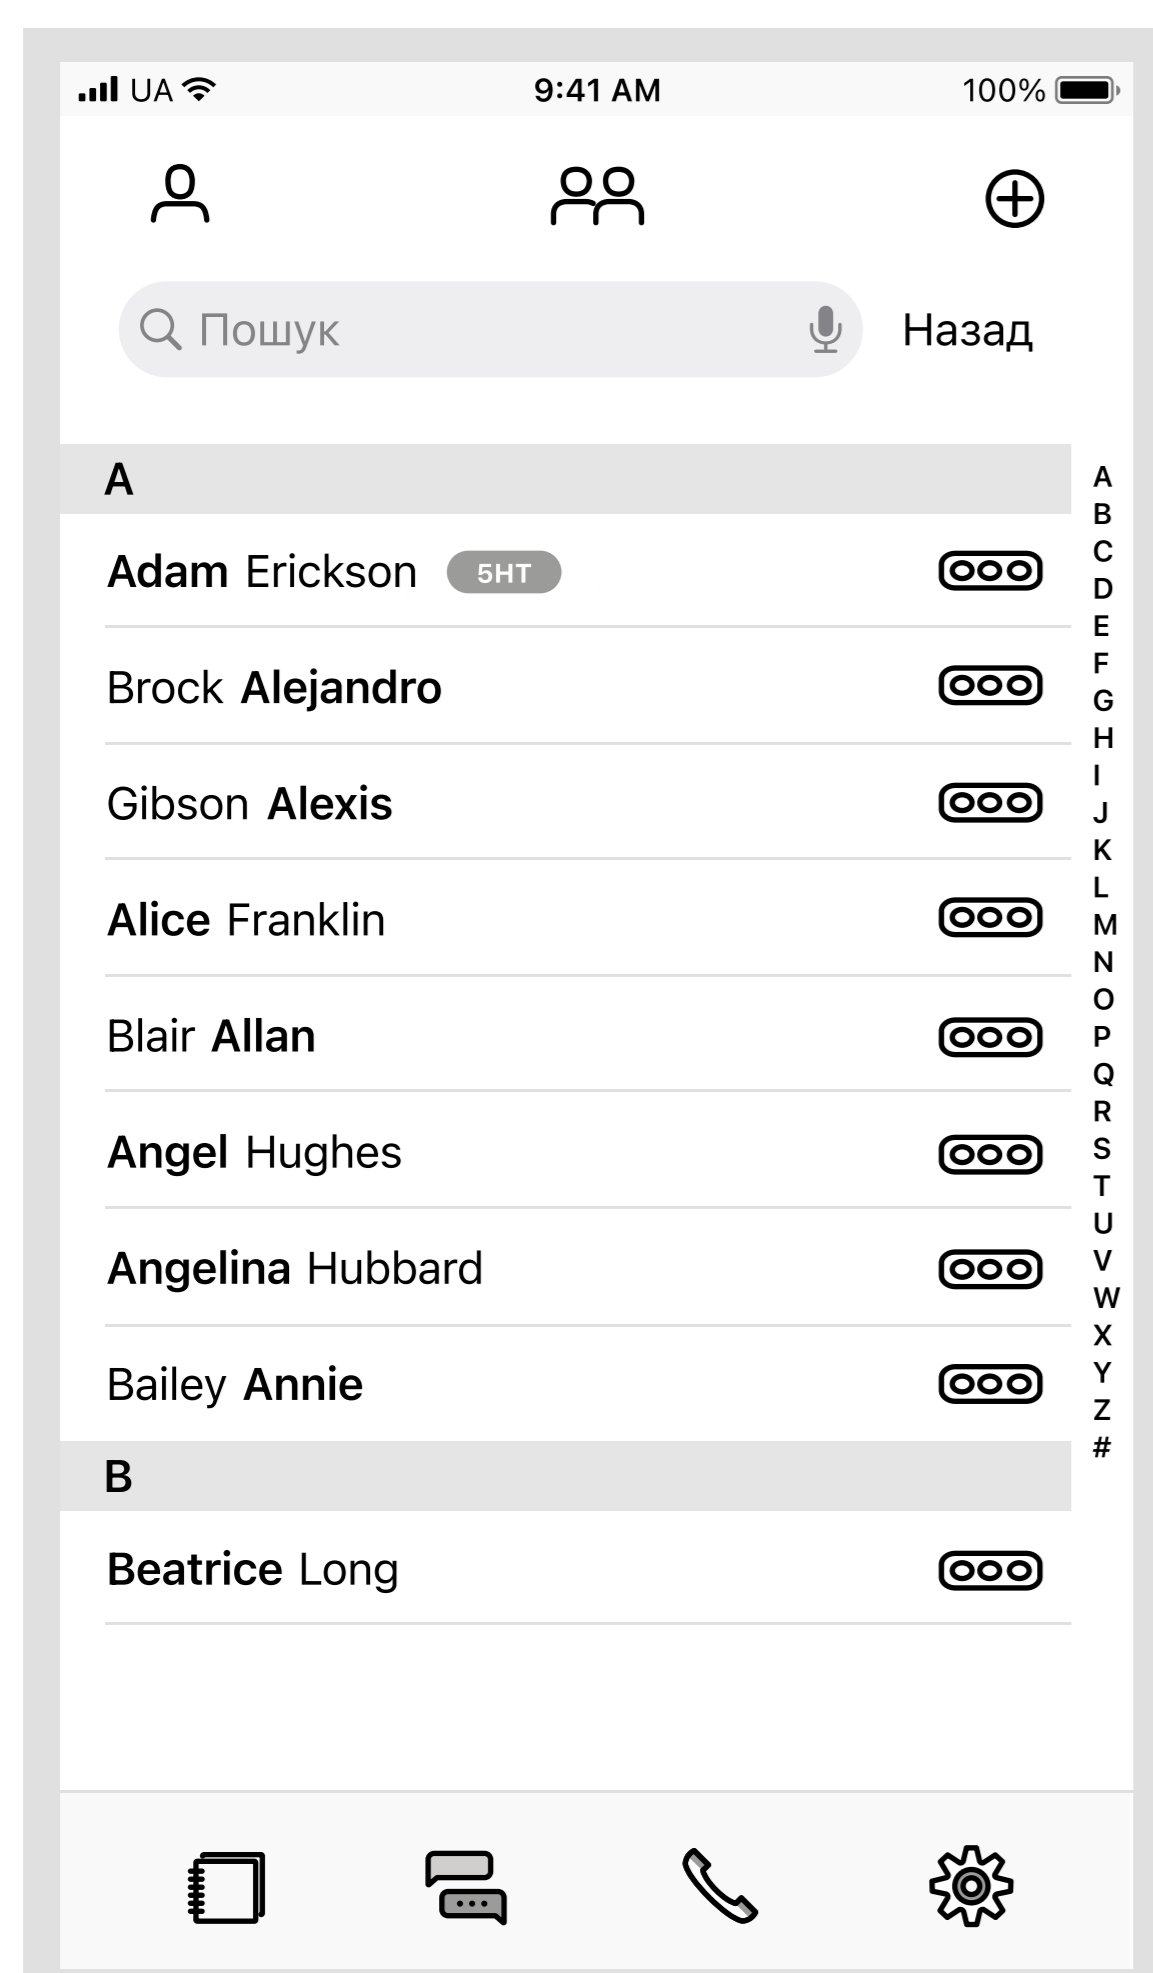 UA 9:41 AM 100%
Пошук Назад
A
Adam Erickson 5HT
Brock Alejandro
Gibson Alexis
Alice Franklin
Blair Allan
Angel Hughes
Angelina Hubbard
Bailey Annie
B
Beatrice Long
A
B
C
D
E
F
G
H
I
J
K
L
M
N
O
P
Q
R
S
T
U
V
W
X
Y
Z
#